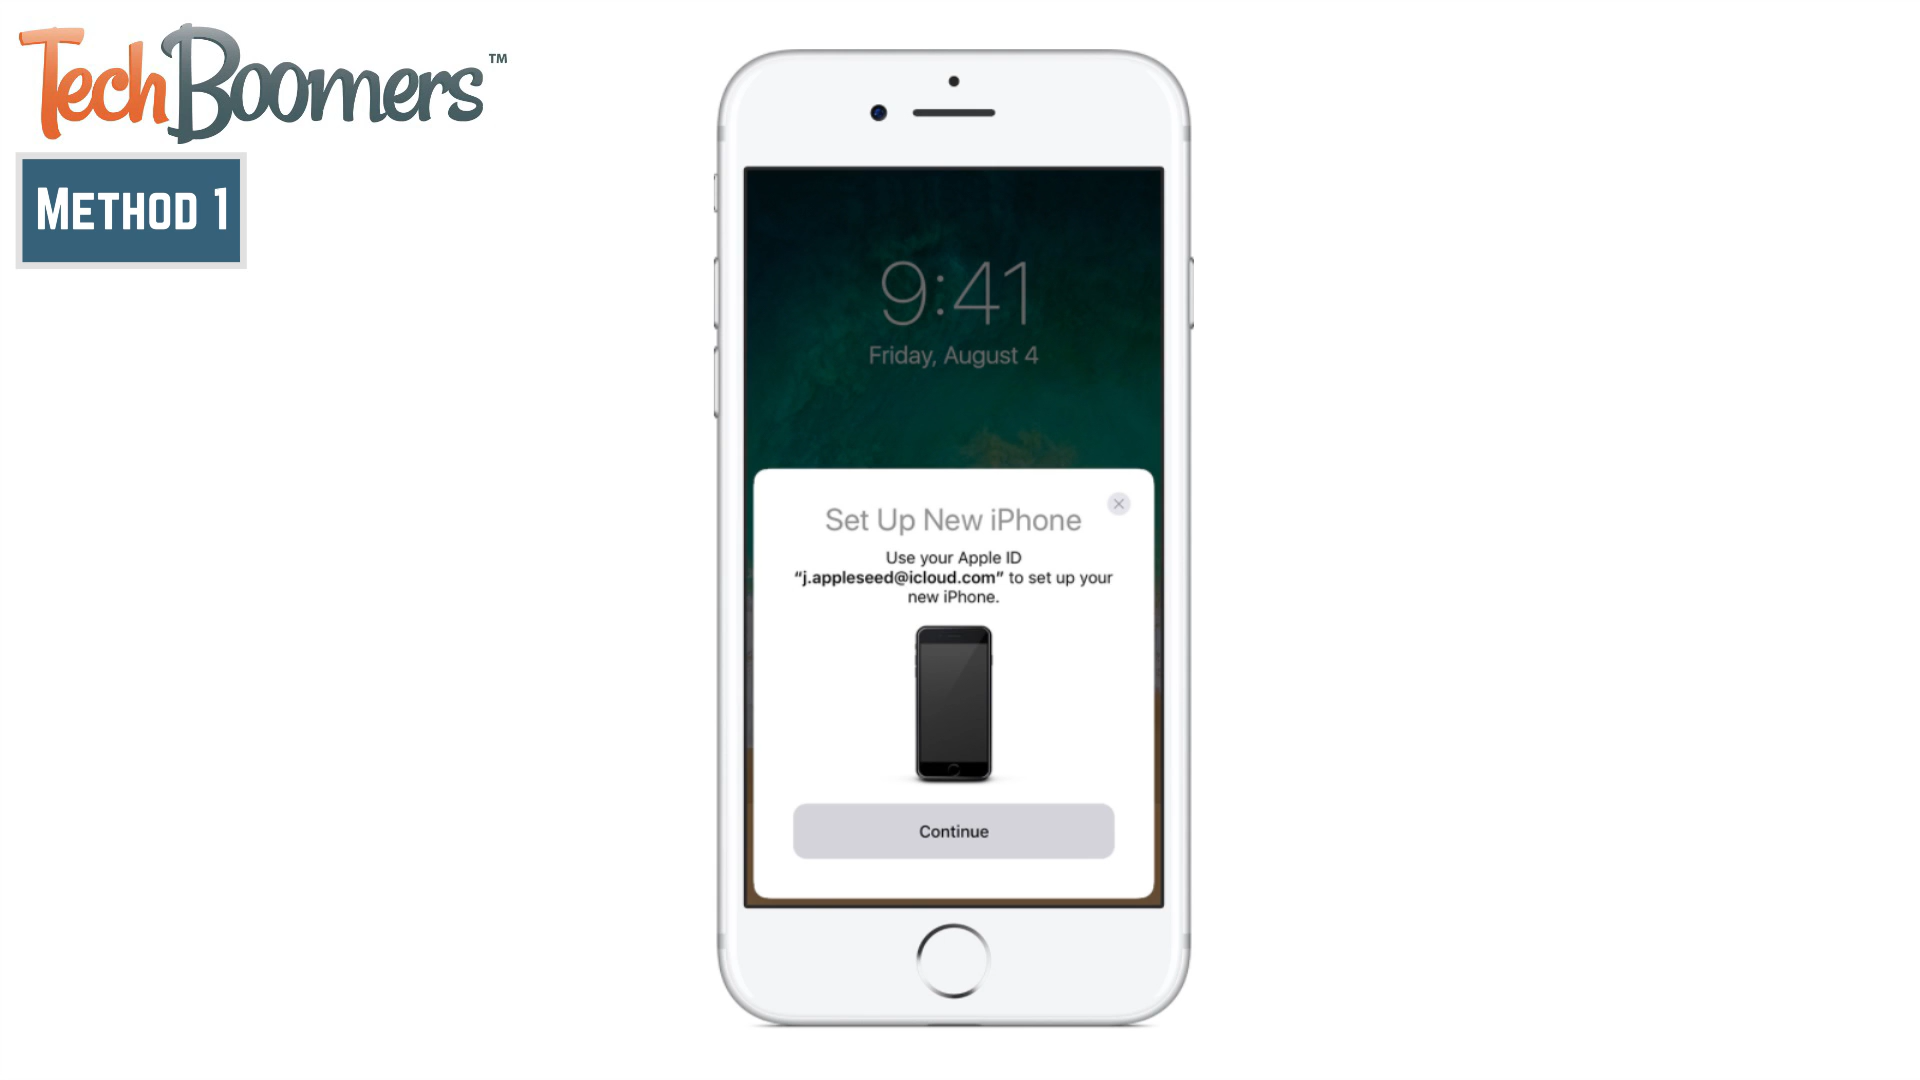 TechBoomers™
METHOD 1
9:41
Friday, August 4
Set Up New iPhone
Use your Apple ID
“j.appleseed@icloud.com” to set up your
new iPhone.
Continue